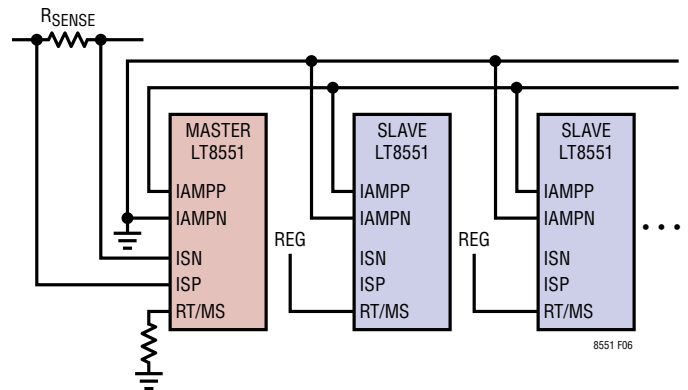 RSENSE
MASTER
LT8551
IAMPP
IAMPN
ISN
ISP
RT/MS
REG
SLAVE
LT8551
IAMPP
IAMPN
ISN
ISP
RT/MS
REG
SLAVE
LT8551
IAMPP
IAMPN
ISN
ISP
RT/MS
• • •
8551 F06